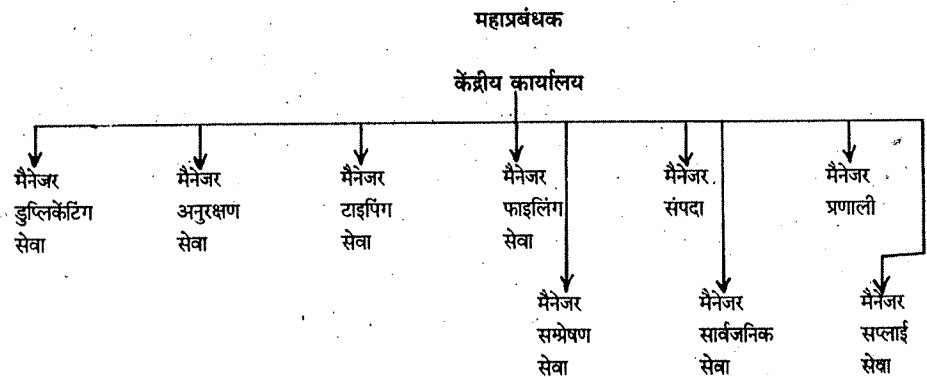 महाप्रबंधक
केंद्रीय कार्यालय
मैनेजर
डुप्लिकेंटिंग
सेवा
मैनेजर
अनुरक्षण
सेवा
मैनेजर
टाइपिंग
सेवा
मैनेजर
फाइलिंग
सेवा
मैनेजर
संपदा
मैनेजर
प्रणाली
मैनेजर
सम्प्रेषण
सेवा
मैनेजर
सार्वजनिक
सेवा
मैनेजर
सप्लाई
सेवा